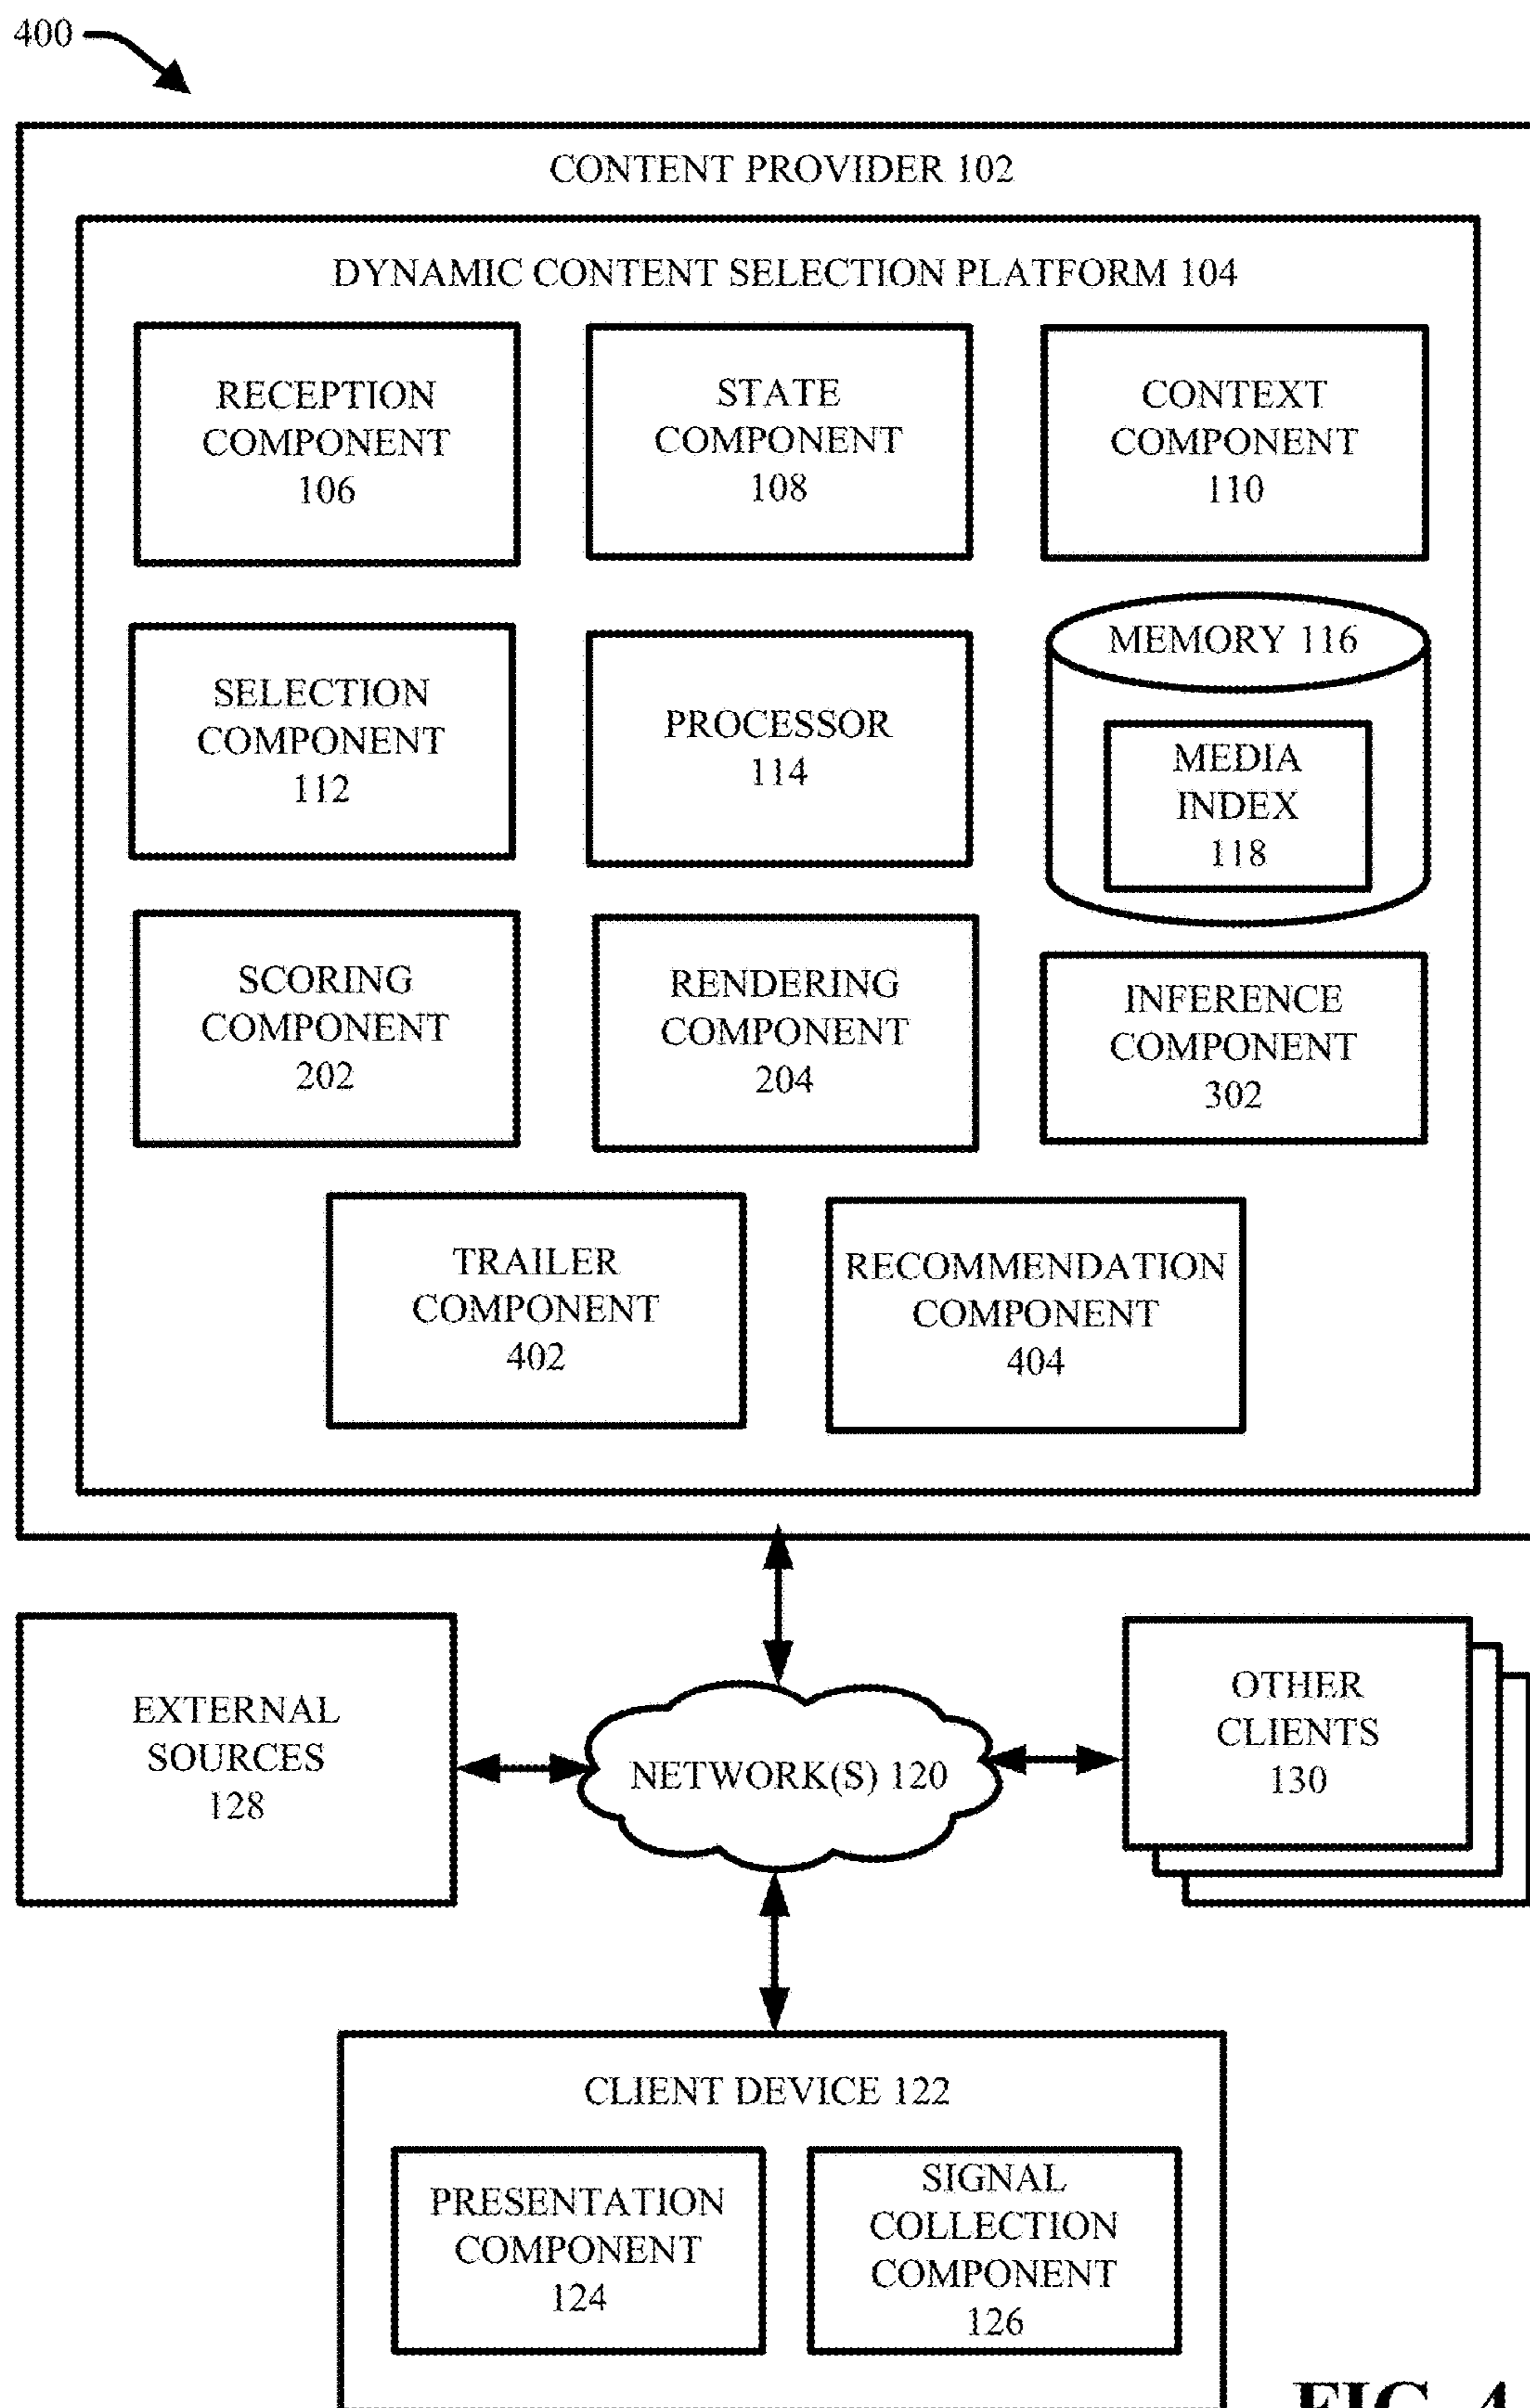 400
CONTENT PROVIDER 102
DYNAMIC CONTENT SELECTION PLATFORM 104
RECEPTION
COMPONENT
106
STATE
COMPONENT
108
CONTEXT
COMPONENT
110
SELECTION
COMPONENT
112
PROCESSOR
114
MEMORY 116
MEDIA
INDEX
118
SCORING
COMPONENT
202
RENDERING
COMPONENT
204
INFERENCE
COMPONENT
302
TRAILER
COMPONENT
402
RECOMMENDATION
COMPONENT
404
EXTERNAL
SOURCES
128
NETWORK(S) 120
OTHER
CLIENTS
130
CLIENT DEVICE 122
PRESENTATION
COMPONENT
124
SIGNAL
COLLECTION
COMPONENT
126
FIG. 4